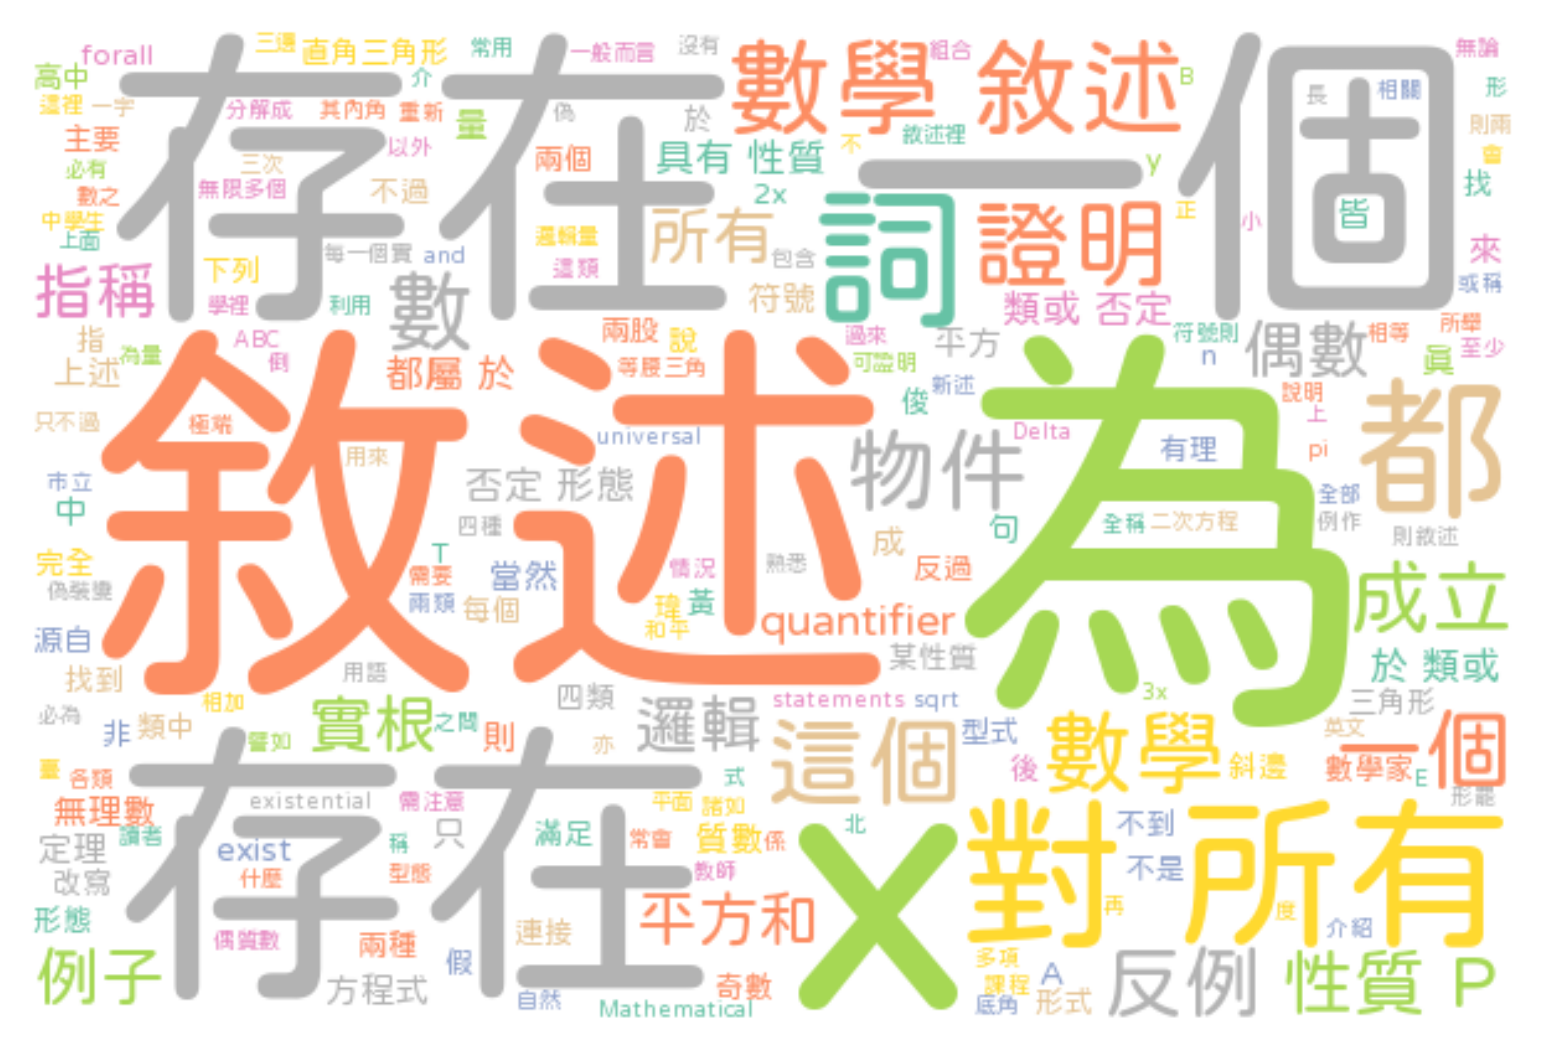 forall
三邊
直角三角形
常用
一般而言
沒有
數學 敘述
組合
無論
高中
介
B
相關
形
這裡
一宇
分解成
其內角
重新
量
偽
於
長
則兩
主要
以外
兩個
具有 性質
不
敘述裡
y
會
必有
三次
存在 存在
一個
數之
無限多個
不過
2x
找
中學生
上面
邏輯量
所有
詞
證明
正
小
皆
每一個實
and
這類
包含
來
指稱
下列
學裡
利用
數
符號
類或 否定
或稱
指
為量
ABC
倒
兩股
說
過來
平方
符號則
n
偶數
相等
所舉
至少
上述
都屬 於
等腰三角
可證明
真
只不過
極端
敘述
俊
新述
為
說明
都
universal
Delta
上
用來
物件
有理
pi
市立
否定 形態
中
四種
句
全稱
二次方程
全部
例作
則敘述
完全
T
需要
當然
情況
熟悉
成
反過
成立
偽裝變
兩類
每個
瑋
黃
和平
quantifier
源自
某性質
於 類或
找到
用語
相加
四類
statements
sqrt
3x
三角形
必為
非
類中
譬如
實根
之間
則
亦
邏輯
這個
型式
數學
英文
一個
後
斜邊
數學家
E
形罷
臺
各類
存在
existential
需注意
式
平面
諸如
無理數
定理
讀者
exist
稱
只
滿足
常會
質數
係
北
x
對所有
不到
改寫
什麼
型態
教師
不是
形態
偶質數
兩種
假
連接
平方和
再
度
介紹
例子
方程式
自然
奇數
多項
課程
A
反例
性質 P
Mathematical
底角
形式